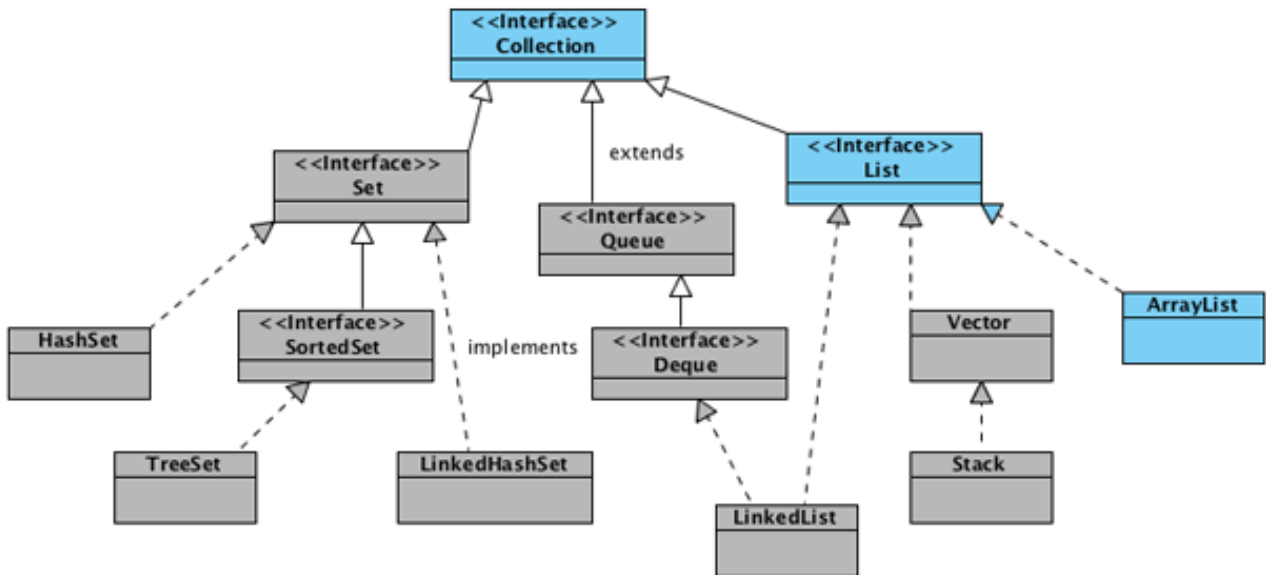 <<Interface>>
Collection
extends
<<Interface>>
Set
<<Interface>>
List
<<Interface>>
Queue
HashSet
<<Interface>>
SortedSet
implements
<<Interface>>
Deque
Vector
ArrayList
TreeSet
LinkedHashSet
LinkedList
Stack